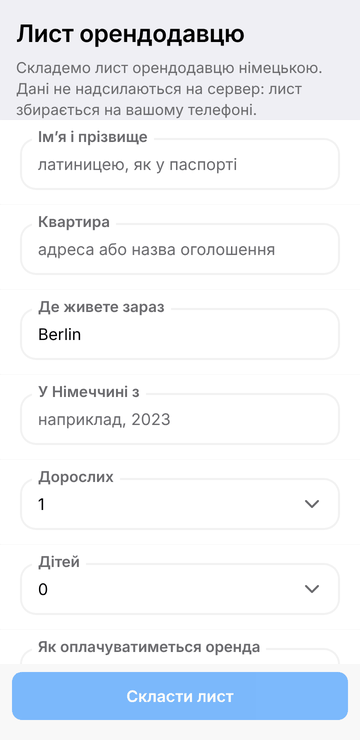 Лист орендодавцю
Складемо лист орендодавцю німецькою.
Дані не надсилаються на сервер: лист
збирається на вашому телефоні.
Ім’я і прізвище
латиницею, як у паспорті
Квартира
адреса або назва оголошення
Де живете зараз
Berlin
У Німеччині з
наприклад, 2023
Дорослих
1
Дітей
0
Як оплачуватиметься оренда
Скласти лист